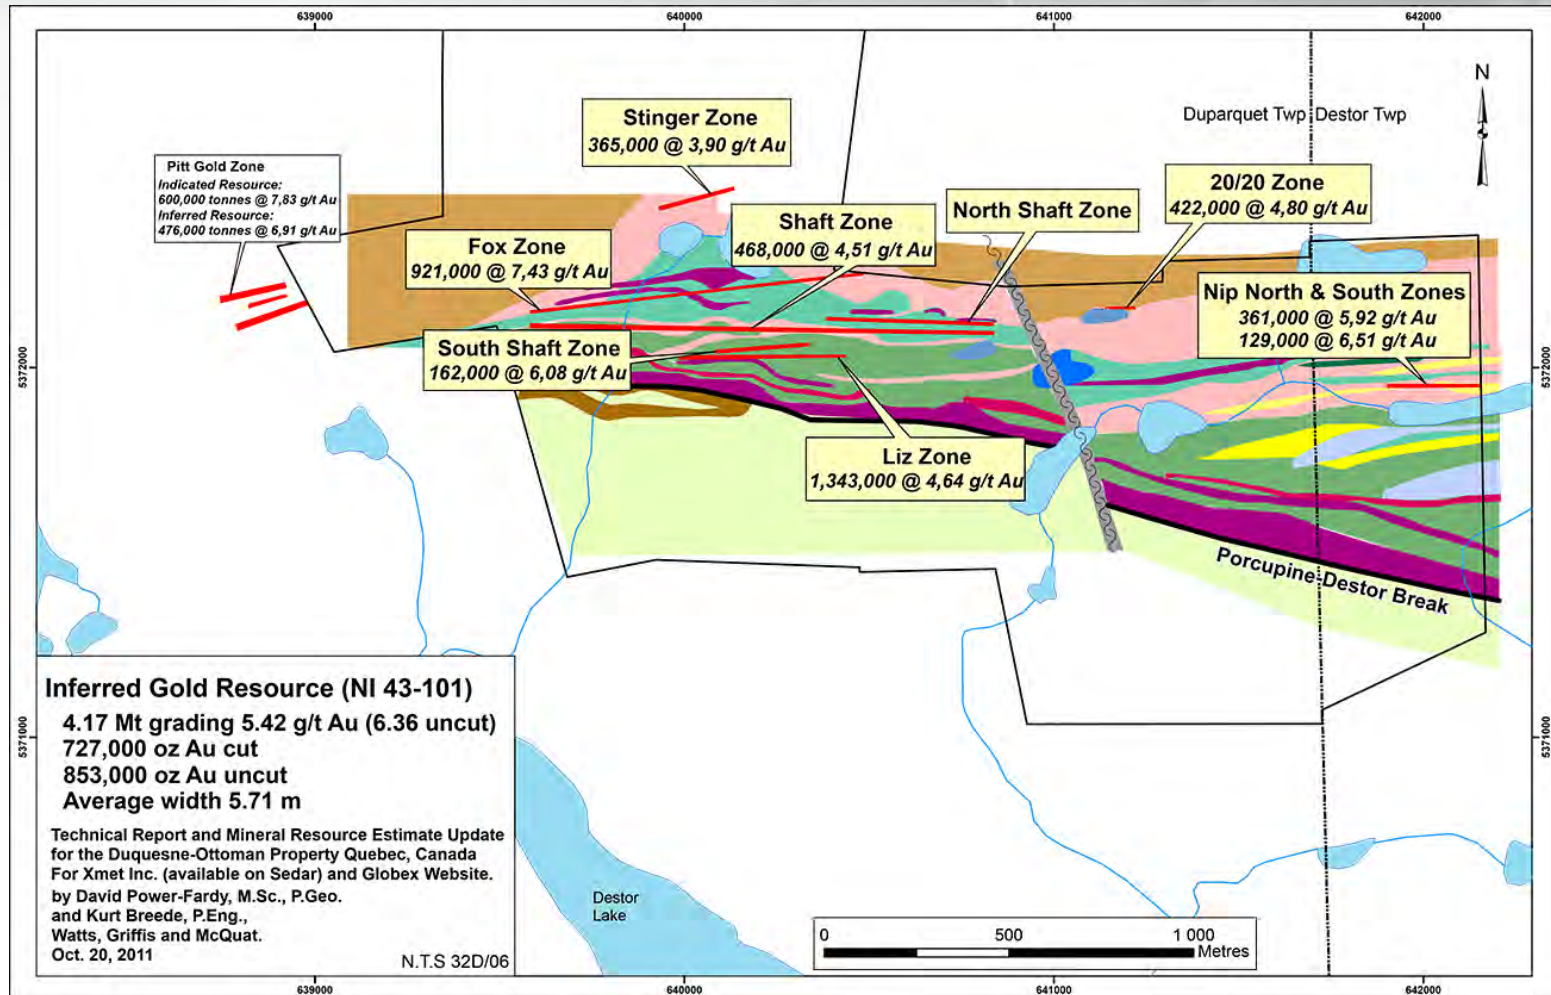 639000
640000
641000
642000
N
Duparquet Twp
Destor Twp
Stinger Zone
365,000 @ 3,90 g/t Au
Pitt Gold Zone
Indicated Resource:
600,000 tonnes @ 7,83 g/t Au
Inferred Resource:
476,000 tonnes @ 6,91 g/t Au
20/20 Zone
422,000 @ 4,80 g/t Au
North Shaft Zone
Shaft Zone
468,000 @ 4,51 g/t Au
Fox Zone
921,000 @ 7,43 g/t Au
Nip North & South Zones
361,000 @ 5,92 g/t Au
129,000 @ 6,51 g/t Au
South Shaft Zone
162,000 @ 6,08 g/t Au
5372000
5372000
Liz Zone
1,343,000 @ 4,64 g/t Au
Porcupine-Destor Break
Inferred Gold Resource (NI 43-101)
4.17 Mt grading 5.42 g/t Au (6.36 uncut)
727,000 oz Au cut
853,000 oz Au uncut
Average width 5.71 m
5371000
5371000
Technical Report and Mineral Resource Estimate Update
for the Duquesne-Ottoman Property Quebec, Canada
For Xmet Inc. (available on Sedar) and Globex Website.
by David Power-Fardy, M.Sc., P.Geo.
and Kurt Breede, P.Eng.,
Watts, Griffis and McQuat.
Oct. 20, 2011
N.T.S 32D/06
Destor
Lake
0
500
1 000
Metres
639000
640000
641000
642000